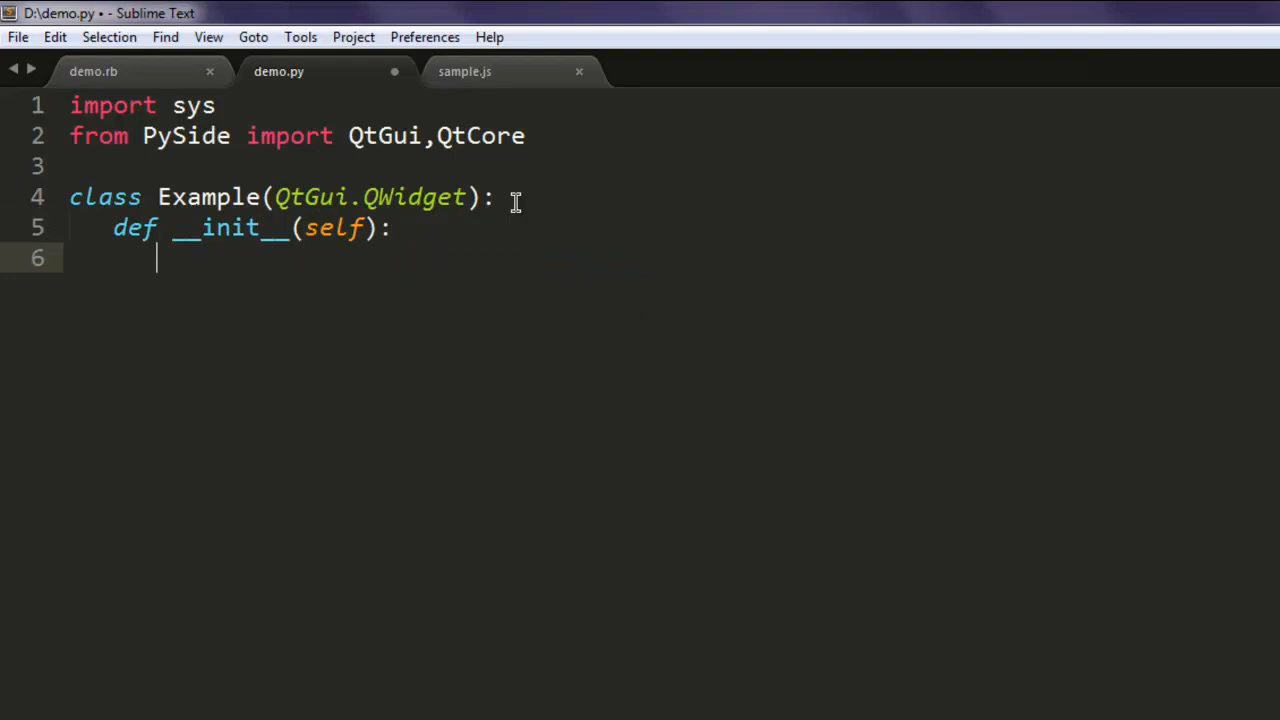 D:\demo.py • - Sublime Text
File Edit Selection Find View Goto Tools Project Preferences Help
demo.rb × demo.py sample.js ×
1 import sys
2 from PySide import QtGui,QtCore
3
4 class Example(QtGui.QWidget):
5 def __init__(self):
6